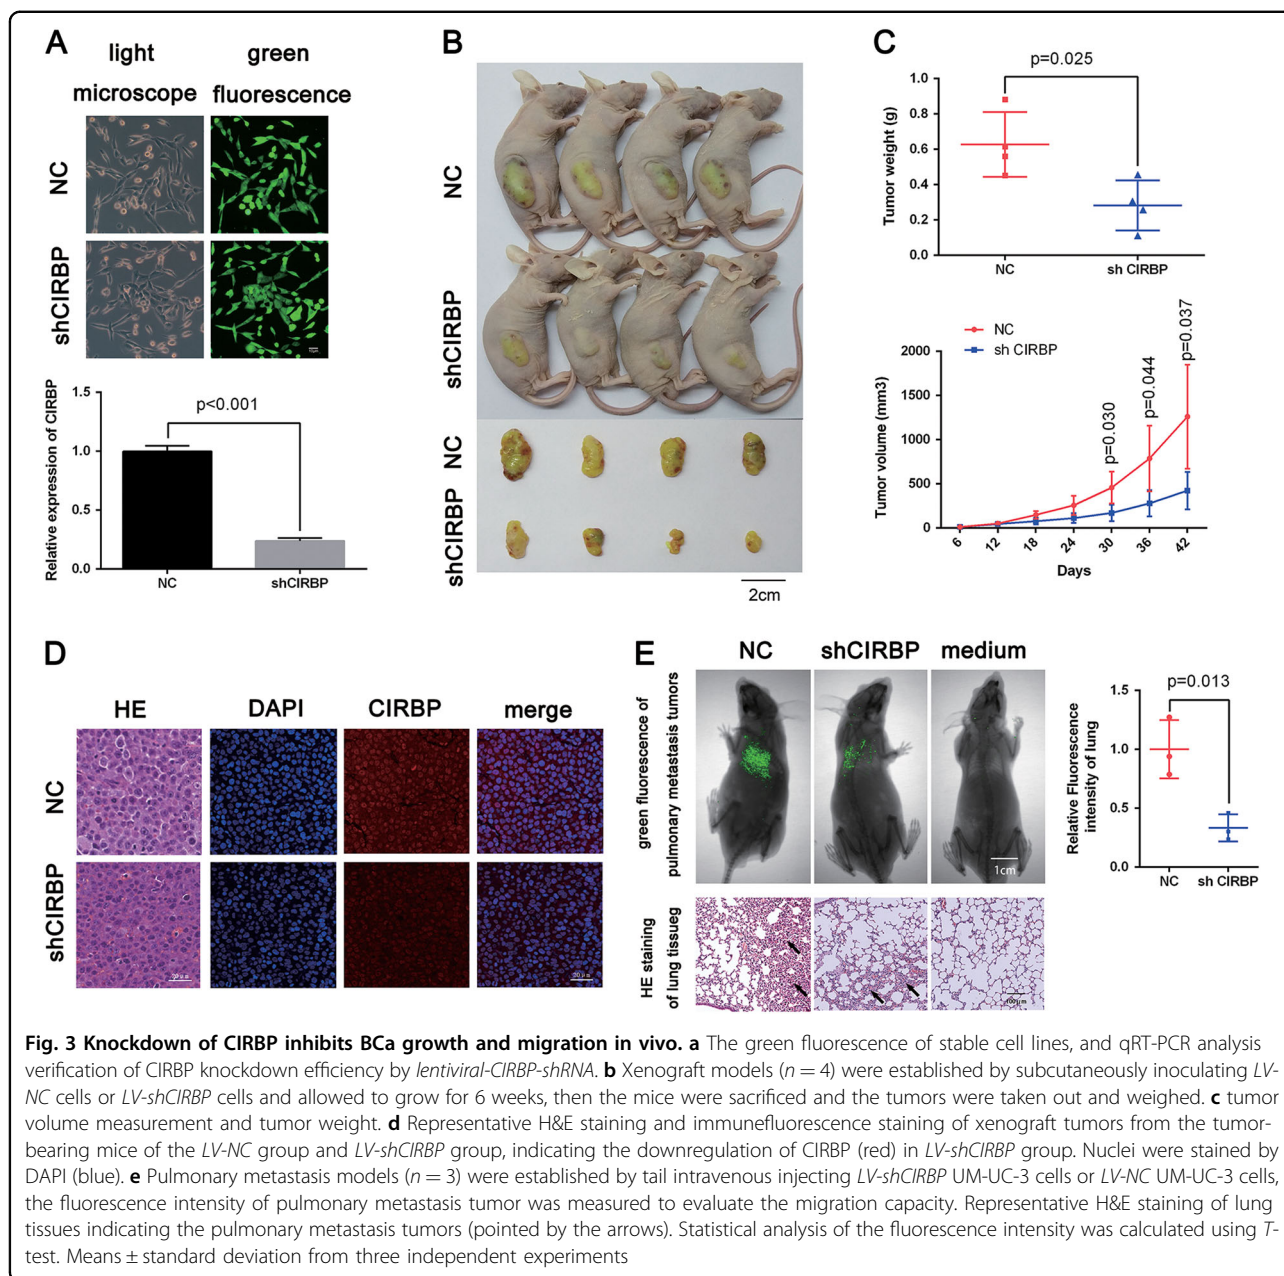 A
light
microscope
green
fluorescence
NC
shCIRBP
Relative expression of CIRBP
1.5
1.0
0.5
0.0
p<0.001
NC
shCIRBP
B
NC
shCIRBP
NC
shCIRBP
2cm
C
p=0.025
Tumor weight (g)
1.0
0.8
0.6
0.4
0.2
0.0
NC
sh CIRBP
NC
sh CIRBP
Tumor volume (mm3)
2000
1500
1000
500
0
p=0.030
p=0.044
p=0.037
6
12
18
24
30
36
42
Days
D
HE
DAPI
CIRBP
merge
NC
shCIRBP
E
NC
shCIRBP
medium
green fluorescence of
pulmonary metastasis tumors
1cm
HE staining
of lung tissueg
100μm
p=0.013
Relative Fluorescence
intensity of lung
1.5
1.0
0.5
0.0
NC
sh CIRBP
Fig. 3 Knockdown of CIRBP inhibits BCa growth and migration in vivo. a The green fluorescence of stable cell lines, and qRT-PCR analysis
verification of CIRBP knockdown efficiency by lentiviral-CIRBP-shRNA. b Xenograft models (n = 4) were established by subcutaneously inoculating LV-
NC cells or LV-shCIRBP cells and allowed to grow for 6 weeks, then the mice were sacrificed and the tumors were taken out and weighed. c tumor
volume measurement and tumor weight. d Representative H&E staining and immunefluorescence staining of xenograft tumors from the tumor-
bearing mice of the LV-NC group and LV-shCIRBP group, indicating the downregulation of CIRBP (red) in LV-shCIRBP group. Nuclei were stained by
DAPI (blue). e Pulmonary metastasis models (n = 3) were established by tail intravenous injecting LV-shCIRBP UM-UC-3 cells or LV-NC UM-UC-3 cells,
the fluorescence intensity of pulmonary metastasis tumor was measured to evaluate the migration capacity. Representative H&E staining of lung
tissues indicating the pulmonary metastasis tumors (pointed by the arrows). Statistical analysis of the fluorescence intensity was calculated using T-
test. Means ± standard deviation from three independent experiments